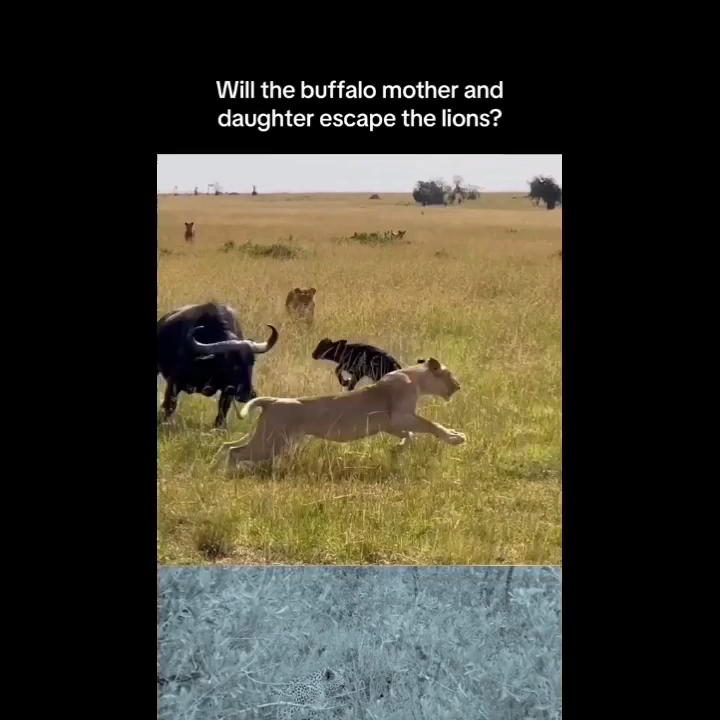 Will the buffalo mother and
daughter escape the lions?